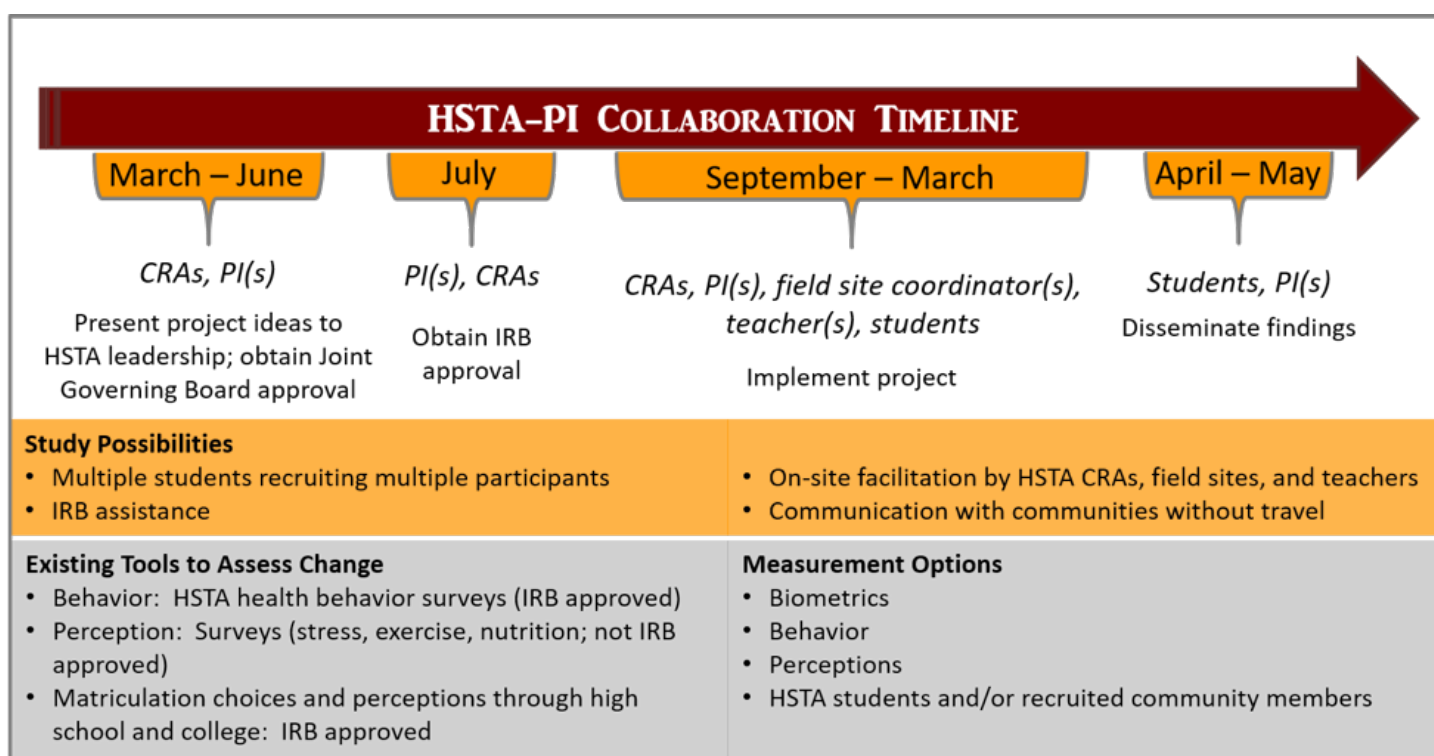 HSTA–PI COLLABORATION TIMELINE
March – June
CRAs, PI(s)
Present project ideas to
HSTA leadership; obtain Joint
Governing Board approval
July
PI(s), CRAs
Obtain IRB
approval
September – March
CRAs, PI(s), field site coordinator(s),
teacher(s), students
Implement project
April – May
Students, PI(s)
Disseminate findings
Study Possibilities
• Multiple students recruiting multiple participants
• IRB assistance
• On-site facilitation by HSTA CRAs, field sites, and teachers
• Communication with communities without travel
Existing Tools to Assess Change
• Behavior: HSTA health behavior surveys (IRB approved)
• Perception: Surveys (stress, exercise, nutrition; not IRB
approved)
• Matriculation choices and perceptions through high
school and college: IRB approved
Measurement Options
• Biometrics
• Behavior
• Perceptions
• HSTA students and/or recruited community members